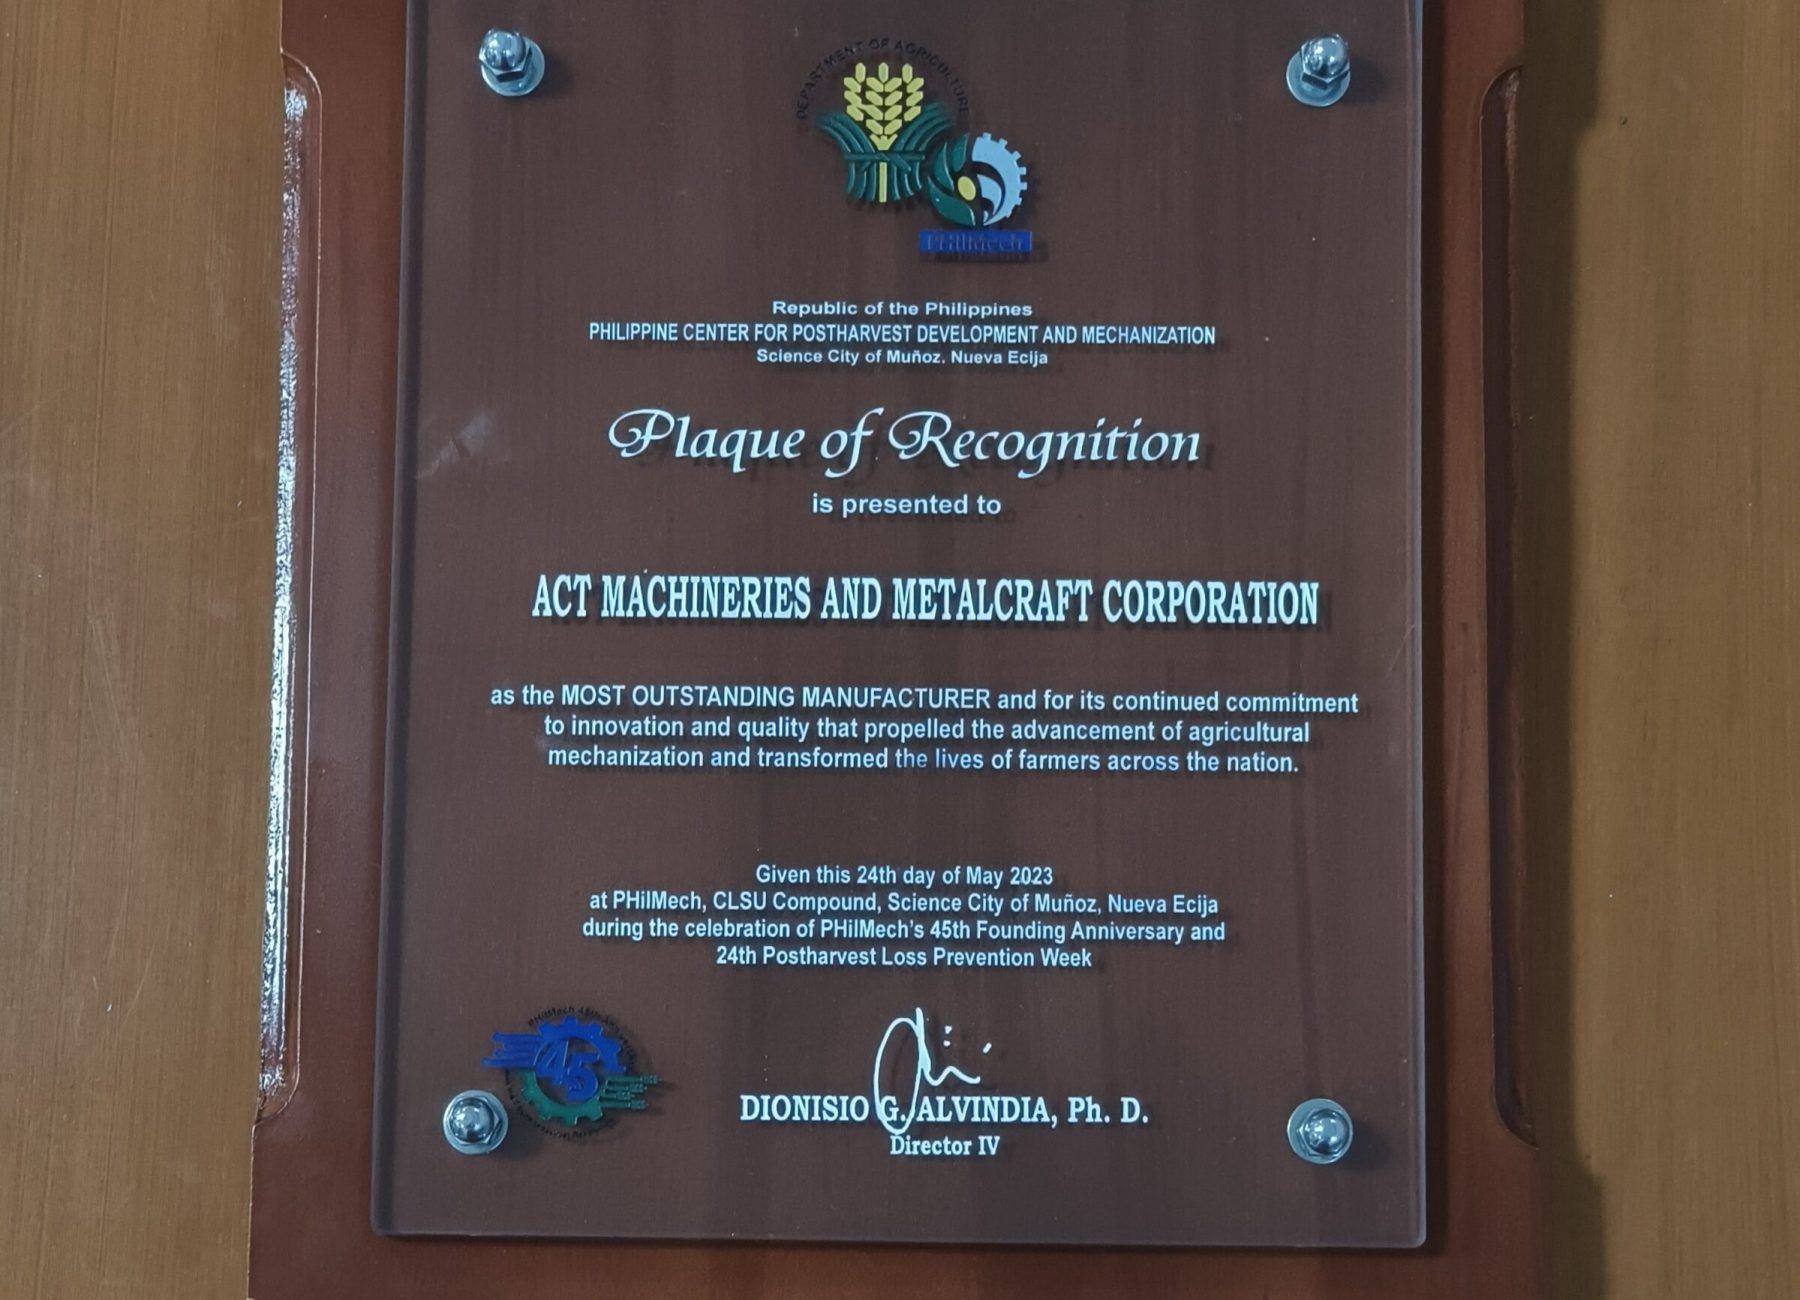 DEPARTMENT OF AGRICULTURE
PHilMech
Republic of the Philippines
PHILIPPINE CENTER FOR POSTHARVEST DEVELOPMENT AND MECHANIZATION
Science City of Muñoz. Nueva Ecija
Plaque of Recognition
is presented to
ACT MACHINERIES AND METALCRAFT CORPORATION
as the MOST OUTSTANDING MANUFACTURER and for its continued commitment
to innovation and quality that propelled the advancement of agricultural
mechanization and transformed the lives of farmers across the nation.
Given this 24th day of May 2023
at PHilMech, CLSU Compound, Science City of Muñoz, Nueva Ecija
during the celebration of PHilMech's 45th Founding Anniversary and
24th Postharvest Loss Prevention Week
PHilMech
45
DIONISIO G. ALVINDIA, Ph. D.
Director IV